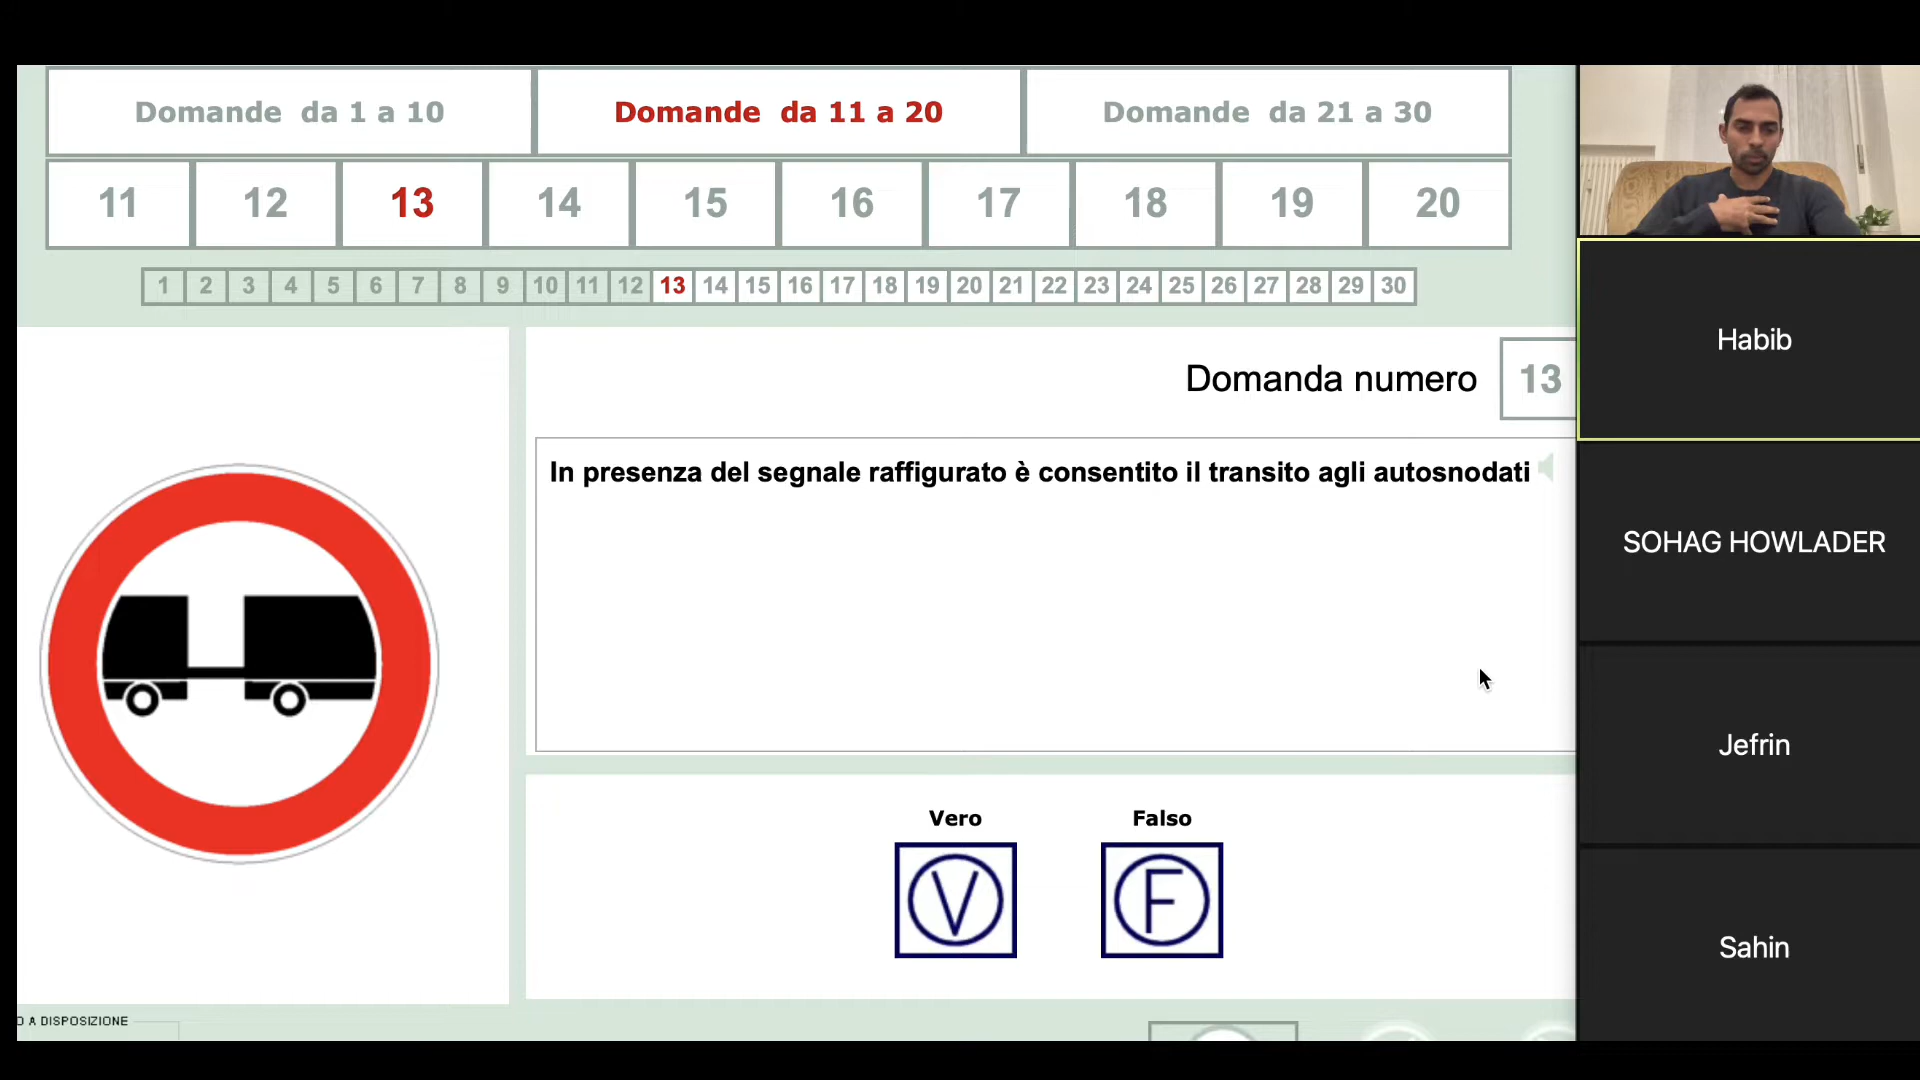 Domande da 1 a 10
Domande da 11 a 20
Domande da 21 a 30
11 12 13 14 15 16 17 18 19 20
1 2 3 4 5 6 7 8 9 10 11 12 13 14 15 16 17 18 19 20 21 22 23 24 25 26 27 28 29 30
Domanda numero 13
In presenza del segnale raffigurato è consentito il transito agli autosnodati
Vero
Falso
V
F
O A DISPOSIZIONE
Habib
SOHAG HOWLADER
Jefrin
Sahin